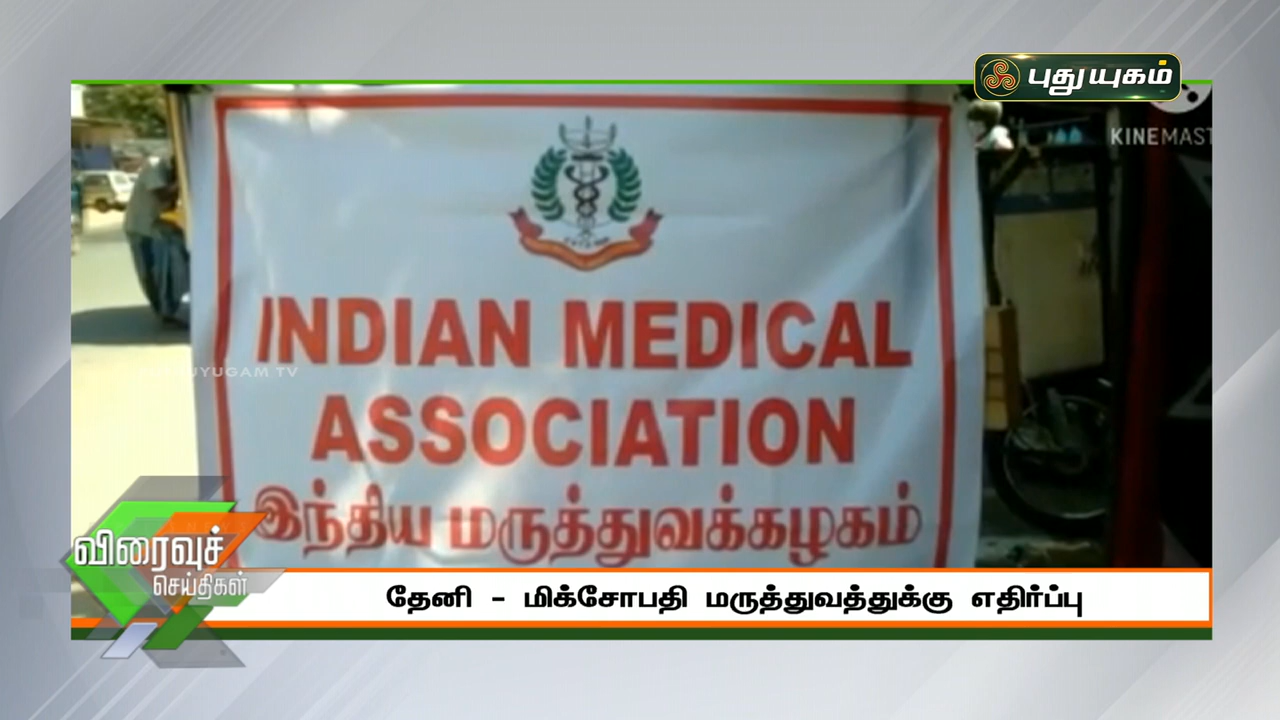 புதுயுகம்
KINEMAST
INDIAN MEDICAL
ASSOCIATION
இந்திய மருத்துவக்கழகம்
விரைவுச்
செய்திகள்
தேனி - மிக்சோபதி மருத்துவத்துக்கு எதிர்ப்பு